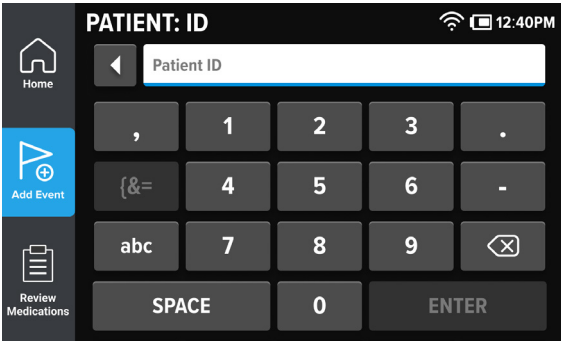 PATIENT: ID
12:40PM
Home
Patient ID
, 1 2 3 .
Add Event
{&= 4 5 6 -
abc 7 8 9
Review
Medications
SPACE 0 ENTER